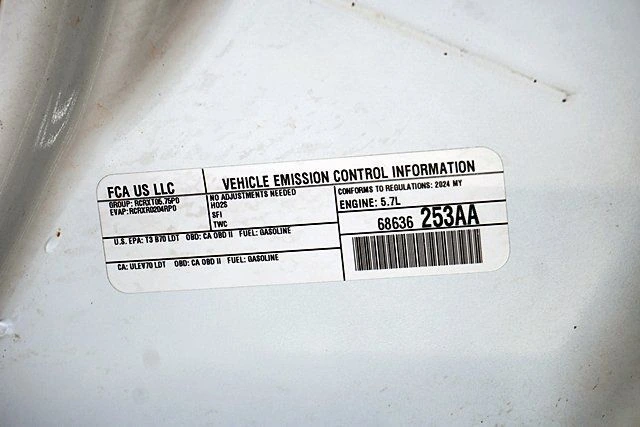 FCA US LLC
VEHICLE EMISSION CONTROL INFORMATION
GROUP: RCRXT05.75P0
EVAP:RCRXR0204RP0
NO ADJUSTMENTS NEEDED
HO2S
SFI
TWC
CONFORMS TO REGULATIONS: 2024 MY
ENGINE: 5.7L
68636 253AA
U.S. EPA: T3 B70 LDT OBD: CA OBD II FUEL: GASOLINE
CA: ULEV70 LDT OBD: CA OBD II FUEL: GASOLINE